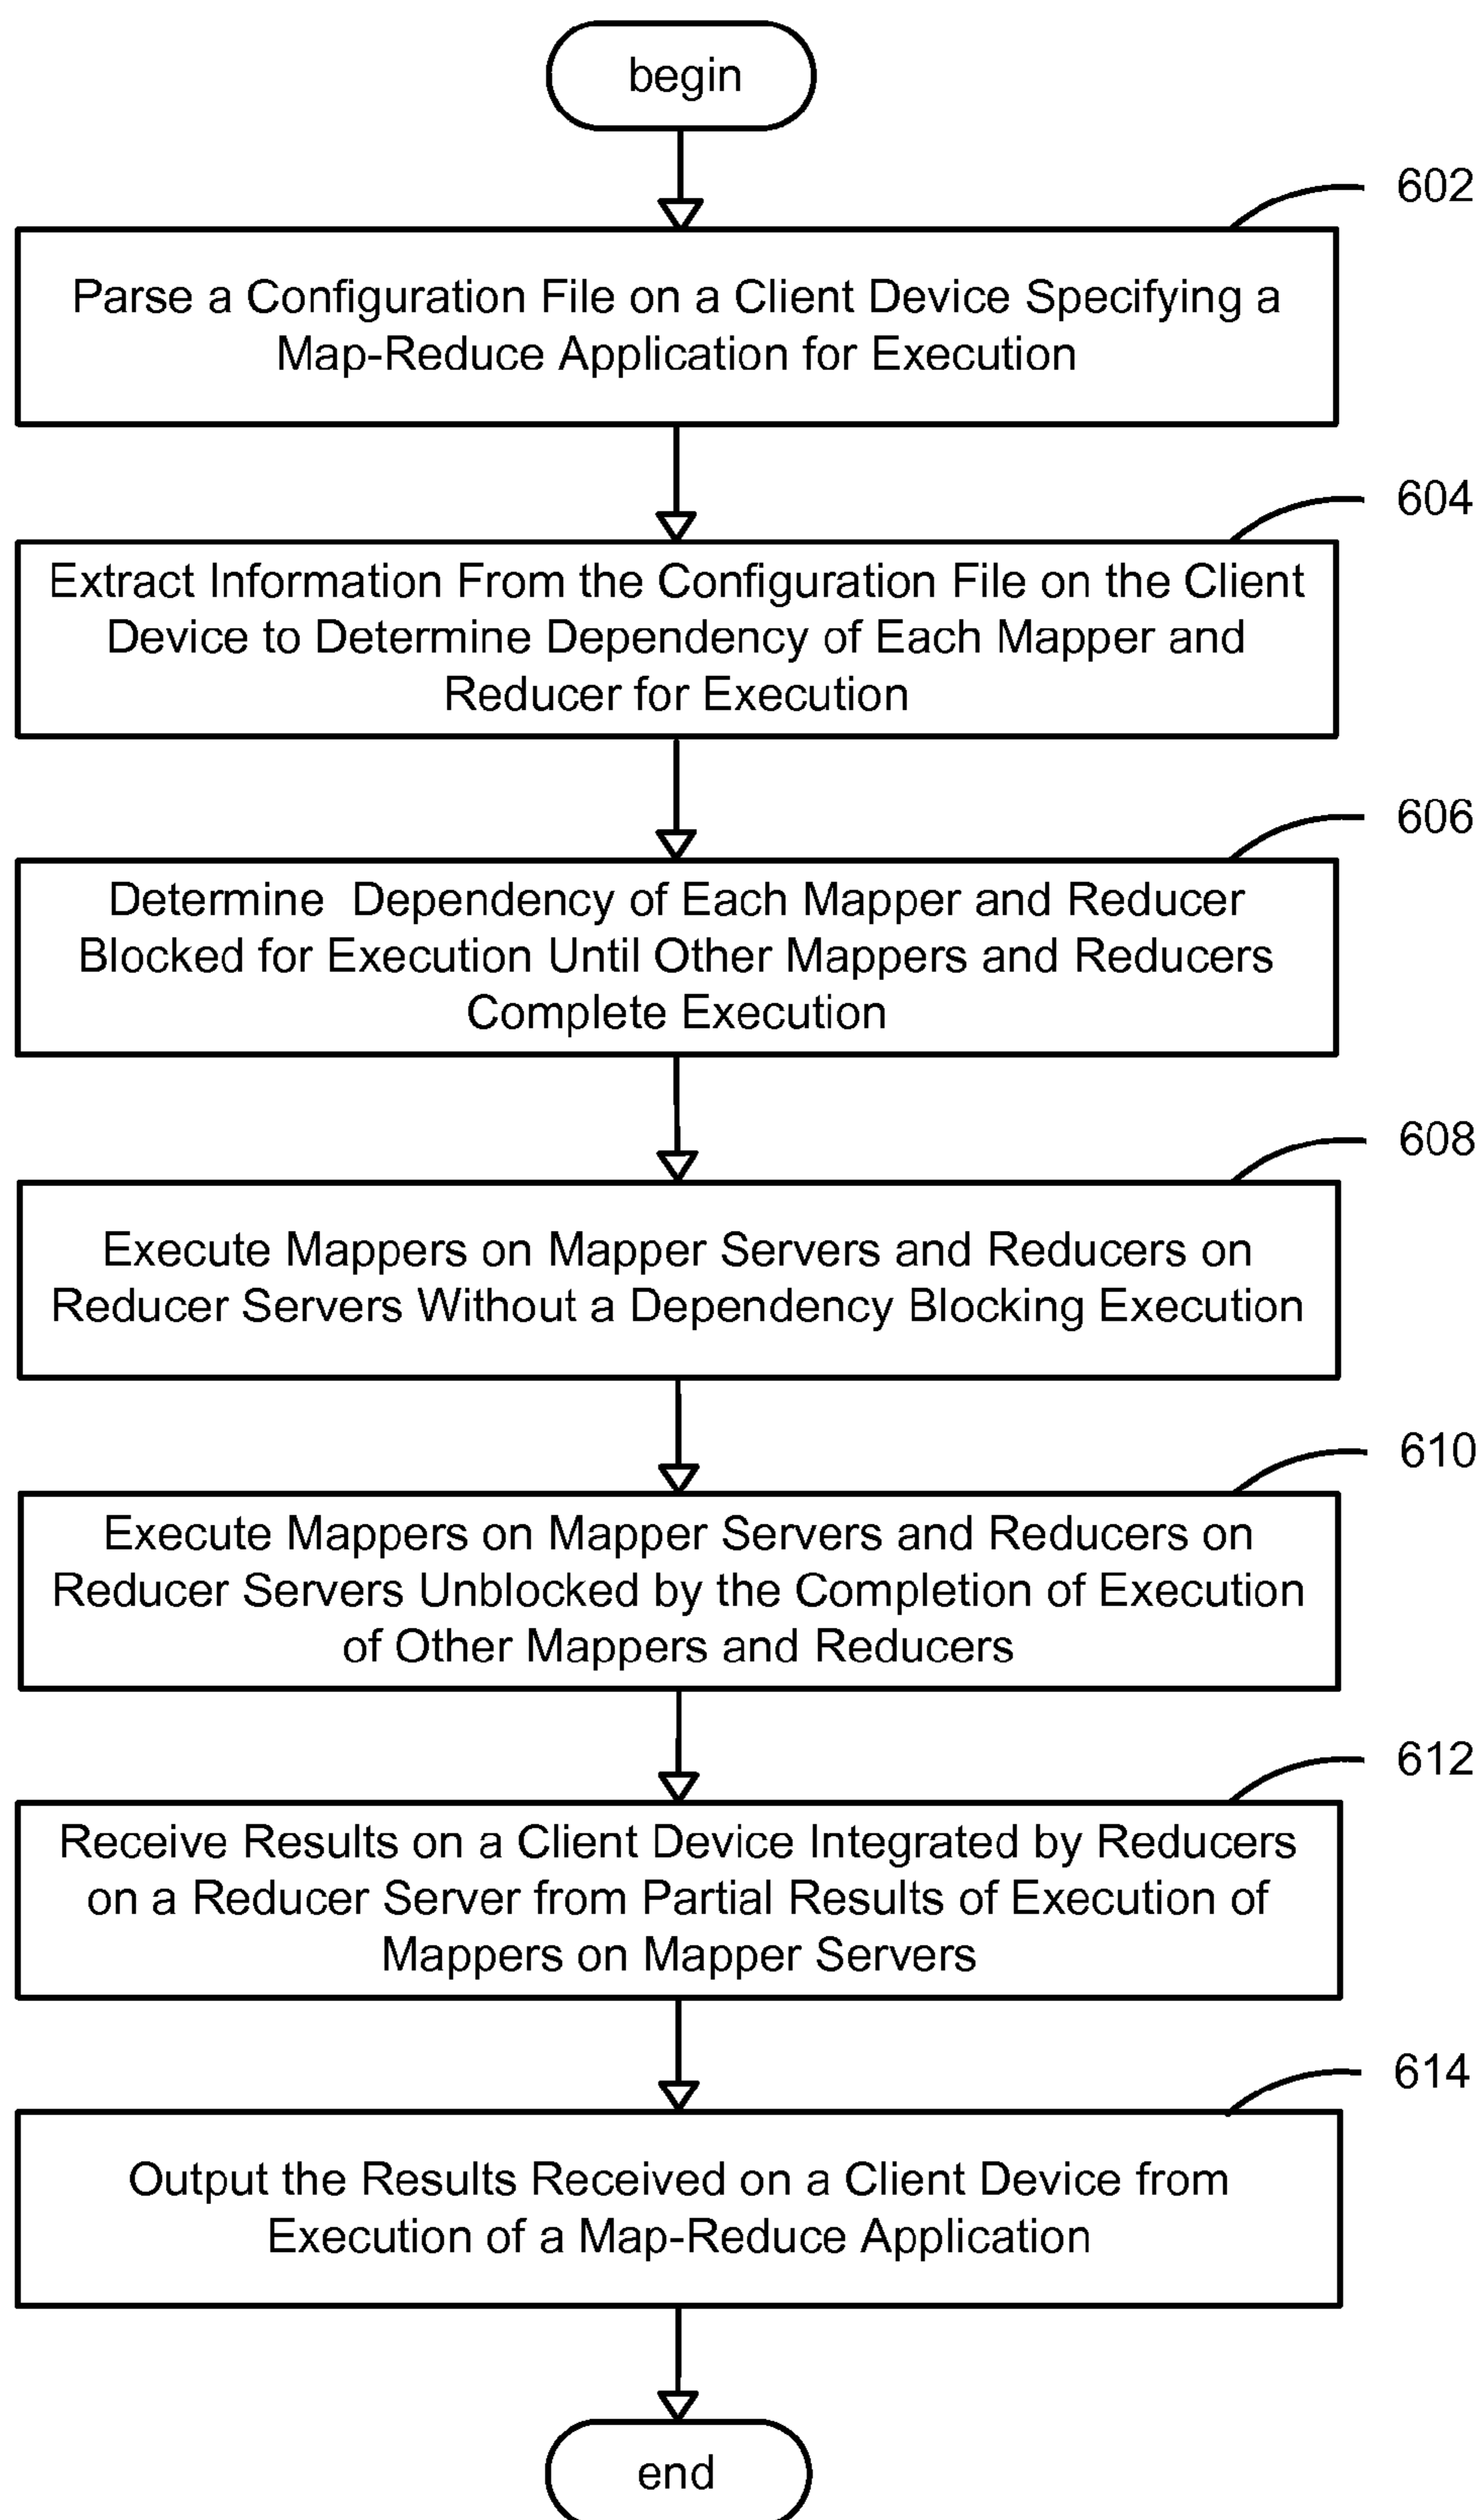 begin
602
Parse a Configuration File on a Client Device Specifying a
Map-Reduce Application for Execution
604
Extract Information From the Configuration File on the Client
Device to Determine Dependency of Each Mapper and
Reducer for Execution
606
Determine Dependency of Each Mapper and Reducer
Blocked for Execution Until Other Mappers and Reducers
Complete Execution
608
Execute Mappers on Mapper Servers and Reducers on
Reducer Servers Without a Dependency Blocking Execution
610
Execute Mappers on Mapper Servers and Reducers on
Reducer Servers Unblocked by the Completion of Execution
of Other Mappers and Reducers
612
Receive Results on a Client Device Integrated by Reducers
on a Reducer Server from Partial Results of Execution of
Mappers on Mapper Servers
614
Output the Results Received on a Client Device from
Execution of a Map-Reduce Application
end